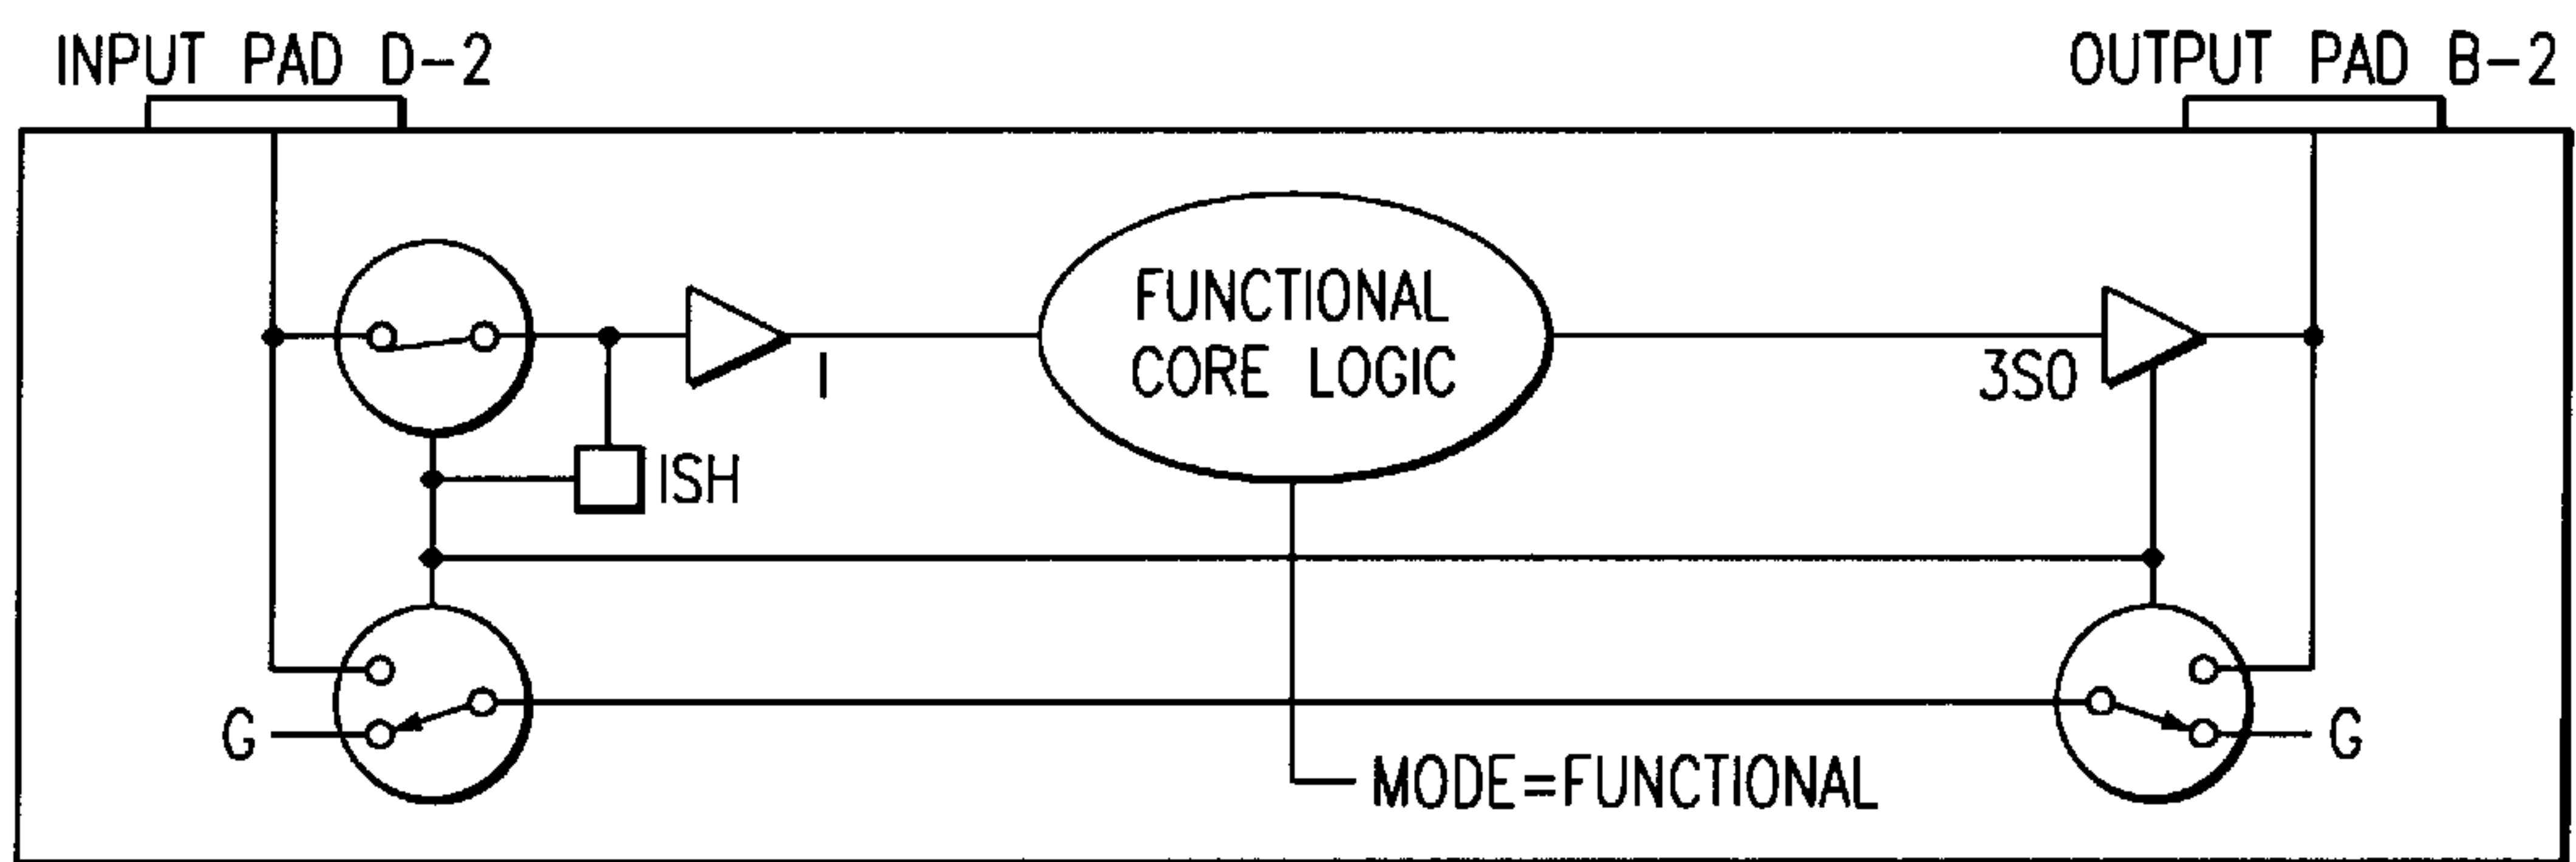 INPUT PAD D-2
OUTPUT PAD B-2
FUNCTIONAL
CORE LOGIC
I
3SO
ISH
G
G
MODE=FUNCTIONAL